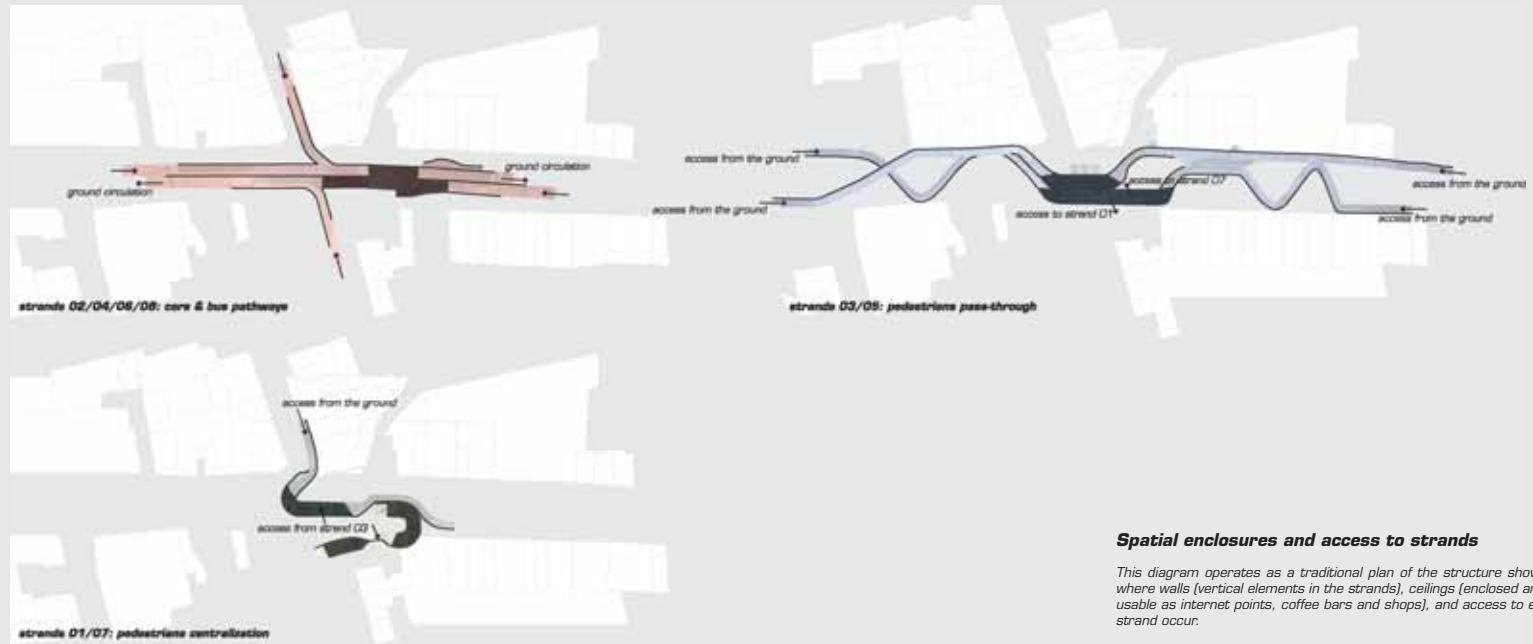 ground circulation
ground circulation
strands 02/04/06/08: cars & bus pathways
access from the ground
access from the ground
access to strand 07
access to strand 01
access from the ground
access from the ground
strands 03/05: pedestrians pass-through
access from the ground
access from strand 03
strands 01/07: pedestrians centralization
Spatial enclosures and access to strands
This diagram operates as a traditional plan of the structure
where walls (vertical elements in the strands), ceilings (enclosed
usable as internet points, coffee bars and shops), and access to
strand occur.